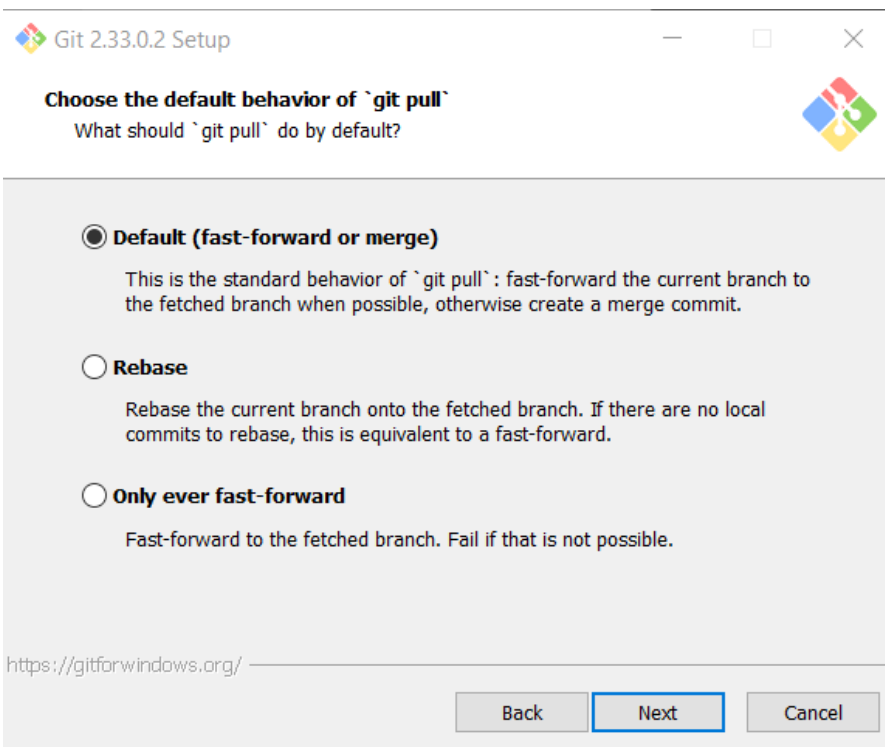 Git 2.33.0.2 Setup
Choose the default behavior of `git pull`
What should `git pull` do by default?
Default (fast-forward or merge)
This is the standard behavior of `git pull`: fast-forward the current branch to
the fetched branch when possible, otherwise create a merge commit.
Rebase
Rebase the current branch onto the fetched branch. If there are no local
commits to rebase, this is equivalent to a fast-forward.
Only ever fast-forward
Fast-forward to the fetched branch. Fail if that is not possible.
https://gitforwindows.org/
Back Next Cancel